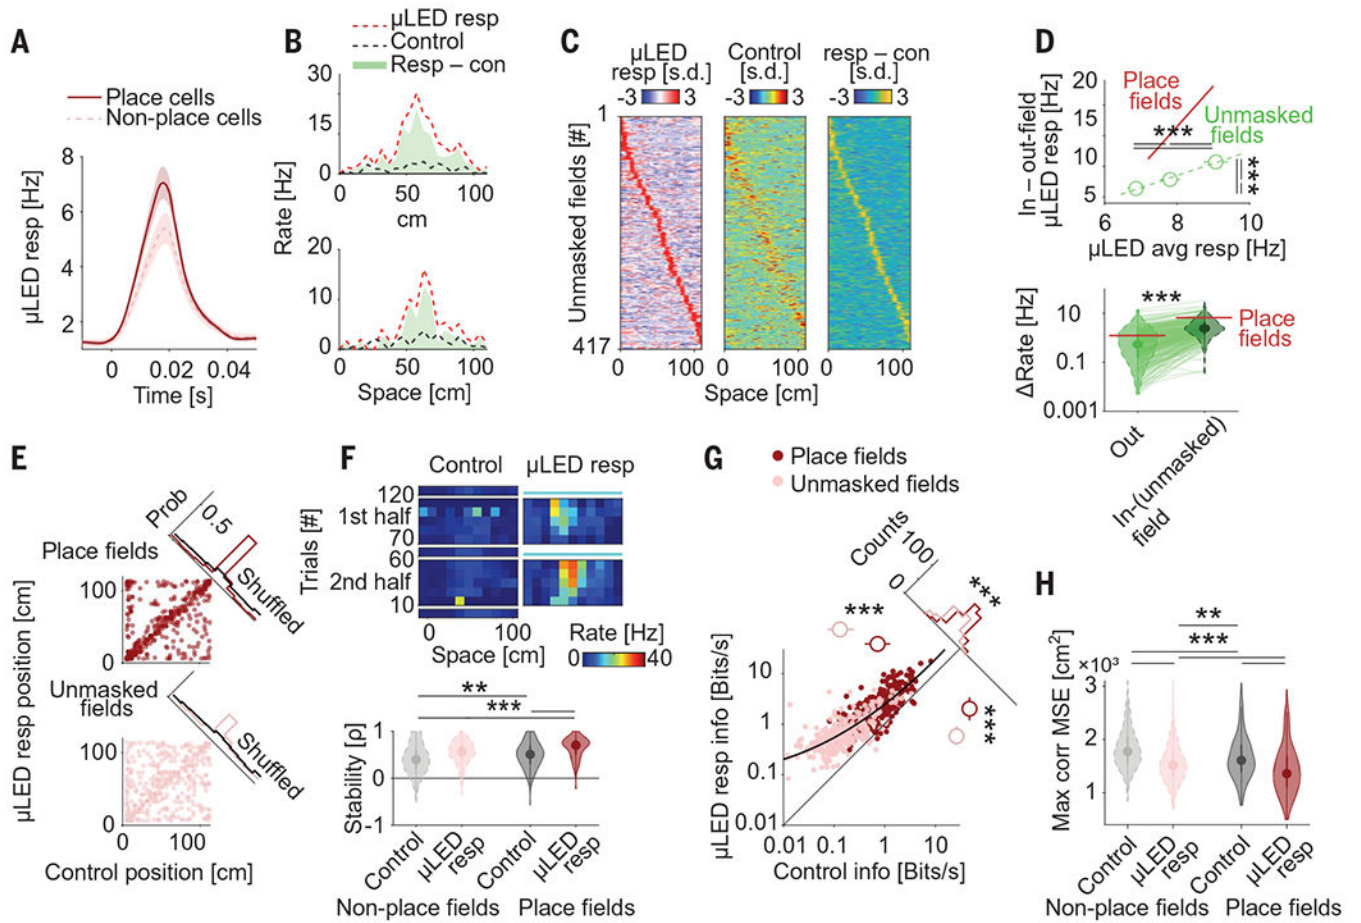 A
Place cells
Non-place cells
µLED resp [Hz]
8
6
4
2
0
0.02
0.04
Time [s]
B
µLED resp
Control
Resp – con
Rate [Hz]
30
15
0
0
50
100
cm
20
10
0
0
50
100
Space [cm]
C
µLED
resp [s.d.]
Control
[s.d.]
resp – con
[s.d.]
-3
3
-3
3
-3
3
Unmasked fields [#]
1
417
0
100
0
100
0
100
Space [cm]
D
In – out-field
µLED resp [Hz]
20
15
10
5
Place
fields
Unmasked
fields
***
***
6
8
10
µLED avg resp [Hz]
ΔRate [Hz]
10
0.1
0.001
***
Place
fields
Out
In-(unmasked)
field
E
Prob
0.5
Place fields
Shuffled
100
0
Unmasked
fields
Shuffled
100
0
0
100
µLED resp position [cm]
Control position [cm]
F
Control
µLED resp
Trials [#]
120
1st half
70
60
2nd half
10
0
100
Space [cm]
Rate [Hz]
0
40
**
***
Stability [ρ]
1
0
S-1
Control
µLED
resp
Control
µLED
resp
Non-place fields
Place fields
G
Place fields
Unmasked fields
Counts
100
0
***
***
***
µLED resp info [Bits/s]
10
1
0.1
0.01
0.01
0.1
1
10
Control info [Bits/s]
H
**
***
Max corr MSE [cm²]
×10³
3
2
1
Control
µLED
resp
Control
µLED
resp
Non-place fields
Place fields